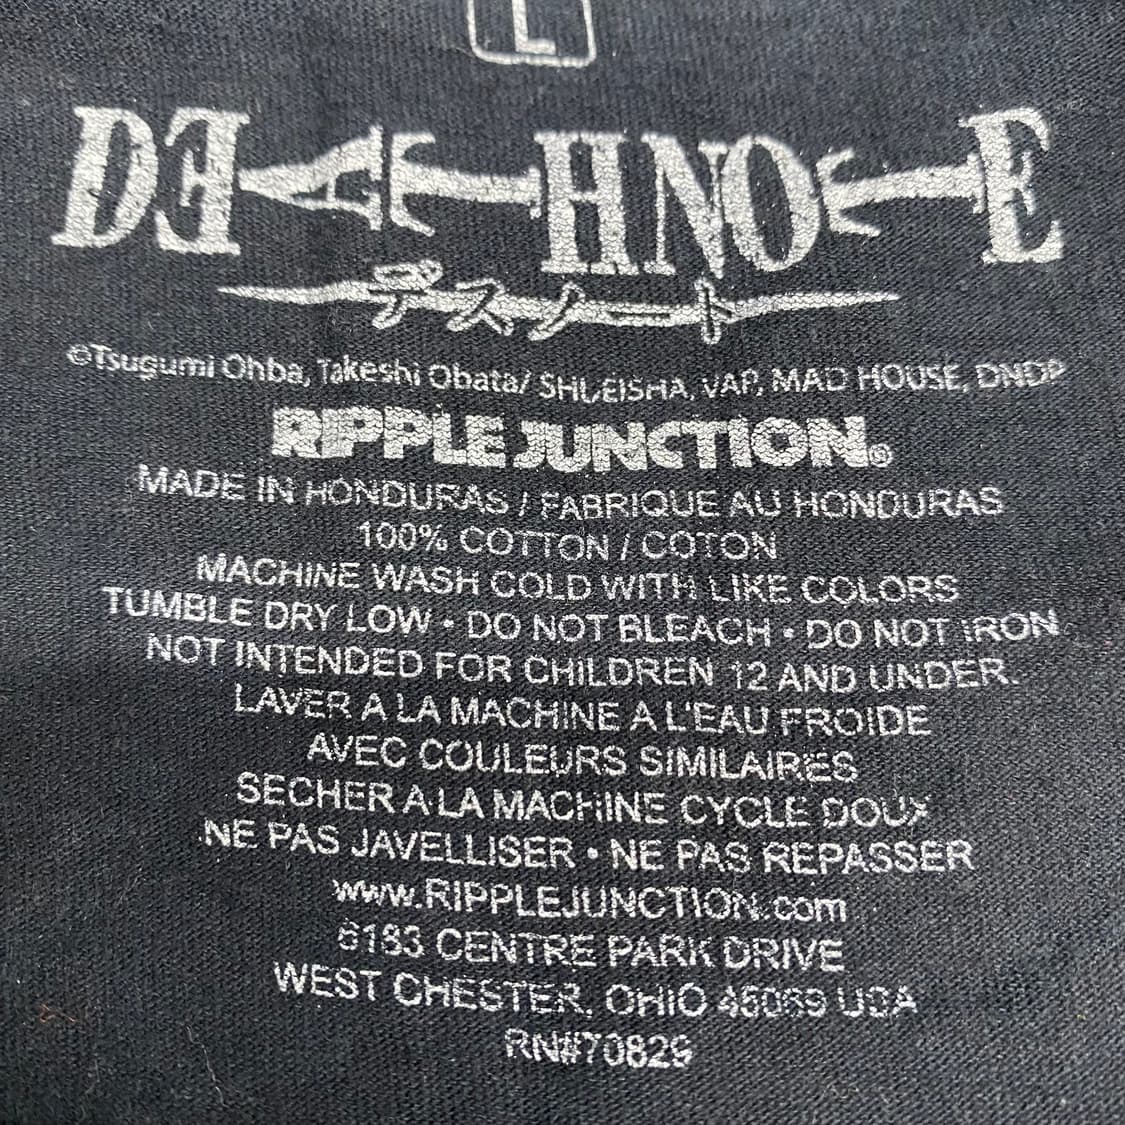 L
DEATH NOTE
デスノート
©Tsugumi Ohba, Takeshi Obata/ SHUEISHA, VAP, MAD HOUSE, DNDP
RIPPLE JUNCTION®
MADE IN HONDURAS / FABRIQUE AU HONDURAS
100% COTTON / COTON
MACHINE WASH COLD WITH LIKE COLORS
TUMBLE DRY LOW • DO NOT BLEACH • DO NOT IRON
NOT INTENDED FOR CHILDREN 12 AND UNDER.
LAVER A LA MACHINE A L'EAU FROIDE
AVEC COULEURS SIMILAIRES
SECHER A LA MACHINE CYCLE DOUX
NE PAS JAVELLISER • NE PAS REPASSER
www.RIPPLEJUNCTION.com
6183 CENTRE PARK DRIVE
WEST CHESTER, OHIO 45069 USA
RN#70829